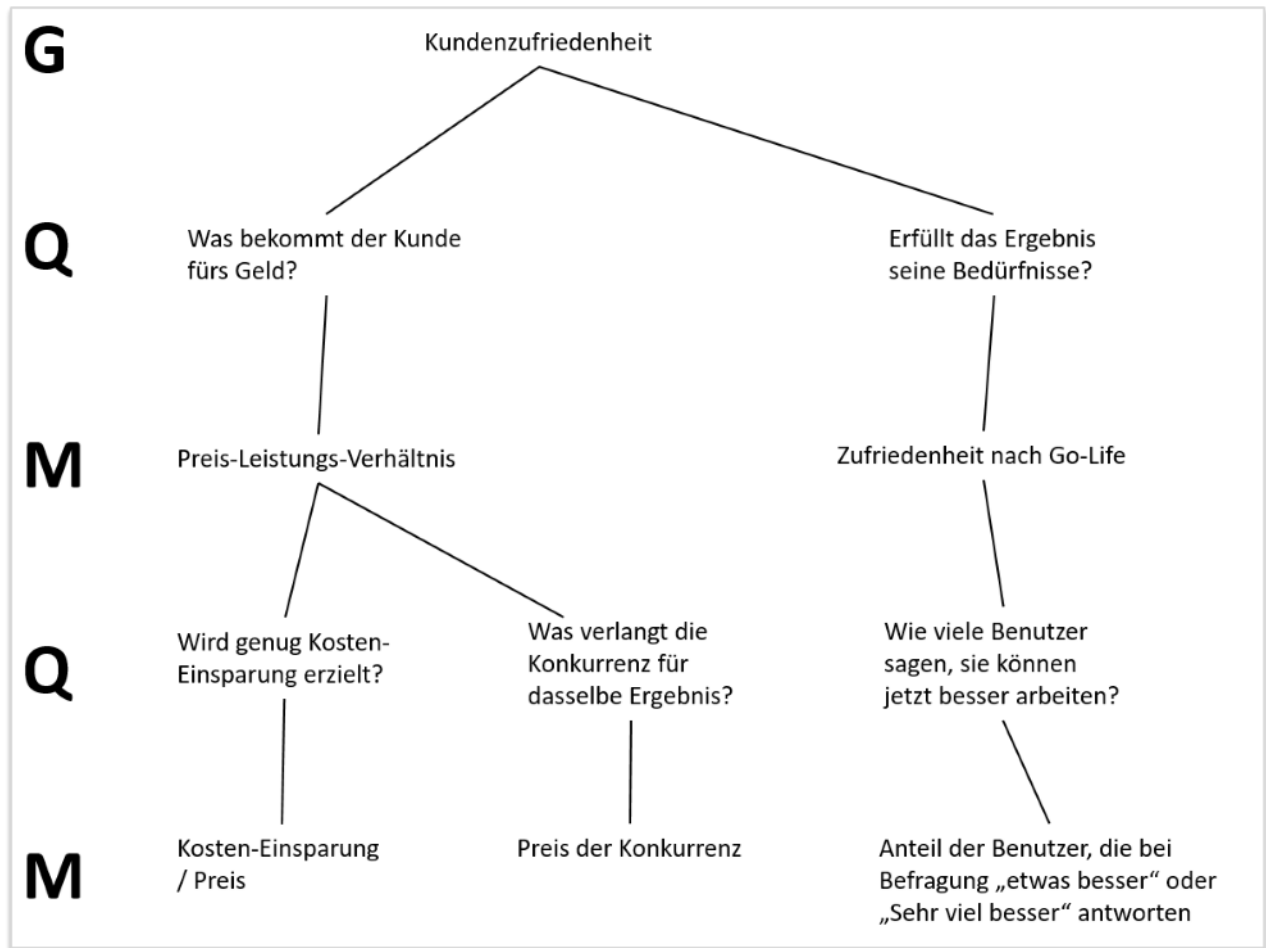 G
Kundenzufriedenheit
Q
Was bekommt der Kunde
fürs Geld?
Erfüllt das Ergebnis
seine Bedürfnisse?
M
Preis-Leistungs-Verhältnis
Zufriedenheit nach Go-Life
Q
Wird genug Kosten-
Einsparung erzielt?
Was verlangt die
Konkurrenz für
dasselbe Ergebnis?
Wie viele Benutzer
sagen, sie können
jetzt besser arbeiten?
M
Kosten-Einsparung
/ Preis
Preis der Konkurrenz
Anteil der Benutzer, die bei
Befragung „etwas besser“ oder
„Sehr viel besser“ antworten